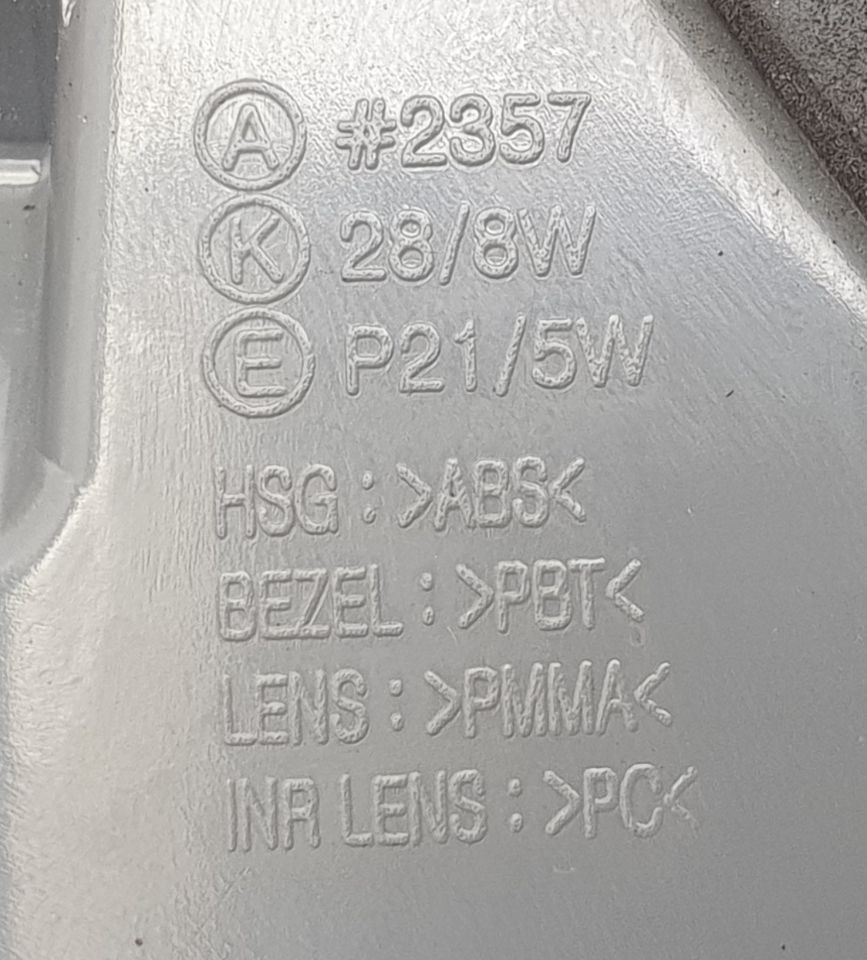 Ⓐ #2357
Ⓚ 28/8W
Ⓔ P21/5W
HSG : >ABS<
BEZEL : >PBT<
LENS : >PMMA<
INR LENS : >PC<